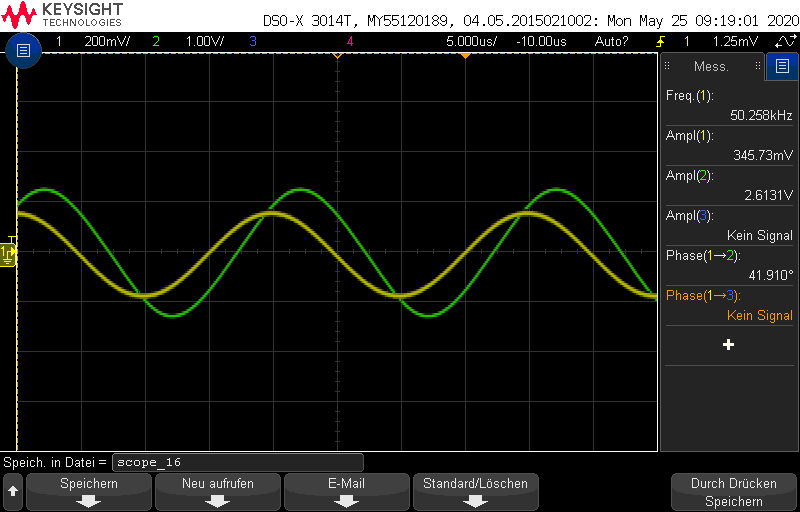 KEYSIGHT
TECHNOLOGIES
DSO-X 3014T, MY55120189, 04.05.2015021002: Mon May 25 09:19:01 2020
1 200mV/ 2 1.00V/ 3 4 5.000us/ -10.00us Auto? 1 1.25mV
Mess.
Freq.(1):
50.258kHz
Ampl(1):
345.73mV
Ampl(2):
2.6131V
Ampl(3):
Kein Signal
Phase(1→2):
41.910°
Phase(1→3):
Kein Signal
+
T
1
Speich. in Datei = scope_16
Speichern
Neu aufrufen
E-Mail
Standard/Löschen
Durch Drücken
Speichern